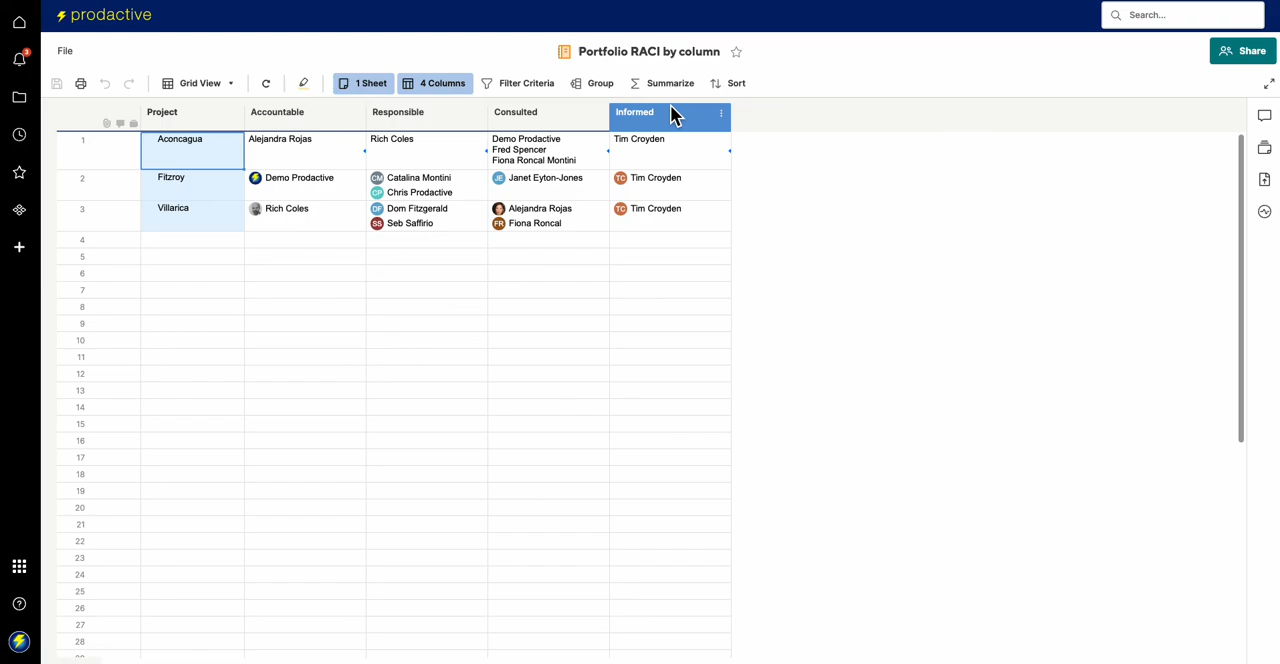 prodactive
Search...
3
File
Portfolio RACI by column
Share
Grid View
1 Sheet
4 Columns
Filter Criteria
Group
Summarize
Sort
Project Accountable Responsible Consulted Informed
1 Aconcagua Alejandra Rojas Rich Coles Demo Prodactive Tim Croyden
Fred Spencer
Fiona Roncal Montini
2 Fitzroy Demo Prodactive CM Catalina Montini JE Janet Eyton-Jones TC Tim Croyden
CP Chris Prodactive
3 Villarica Rich Coles DF Dom Fitzgerald Alejandra Rojas TC Tim Croyden
SS Seb Saffirio FR Fiona Roncal
4
5
6
7
8
9
10
11
12
13
14
15
16
17
18
19
20
21
22
23
24
25
26
27
28